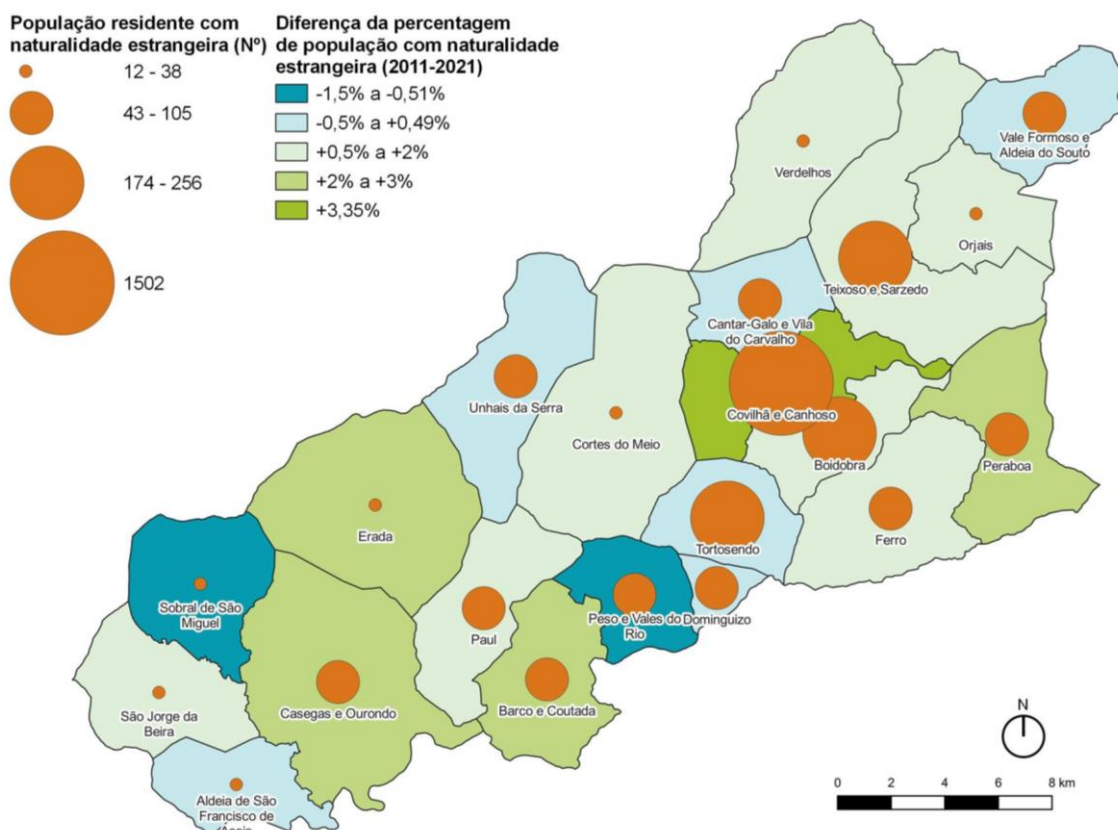 População residente com
naturalidade estrangeira (Nº)
12 - 38
43 - 105
174 - 256
1502
Diferença da percentagem
de população com naturalidade
estrangeira (2011-2021)
-1,5% a -0,51%
-0,5% a +0,49%
+0,5% a +2%
+2% a +3%
+3,35%
Vale Formoso e
Aldeia do Souto
Verdelhos
Orjais
Teixoso e Sarzedo
Cantar-Galo e Vila
do Carvalho
Unhais da Serra
Covilhã e Canhoso
Cortes do Meio
Boidobra
Peraboa
Erada
Tortosendo
Ferro
Sobral de São
Miguel
Peso e Vales do
Rio
Dominguizo
Paul
São Jorge da
Beira
Casegas e Ourondo
Barco e Coutada
Aldeia de São
Francisco de
N
0 2 4 6 8 km